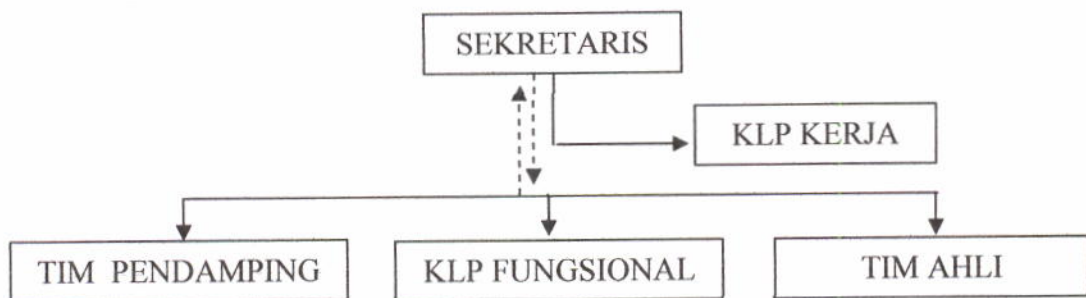 SEKRETARIS
KLP KERJA
TIM PENDAMPING
KLP FUNGSIONAL
TIM AHLI